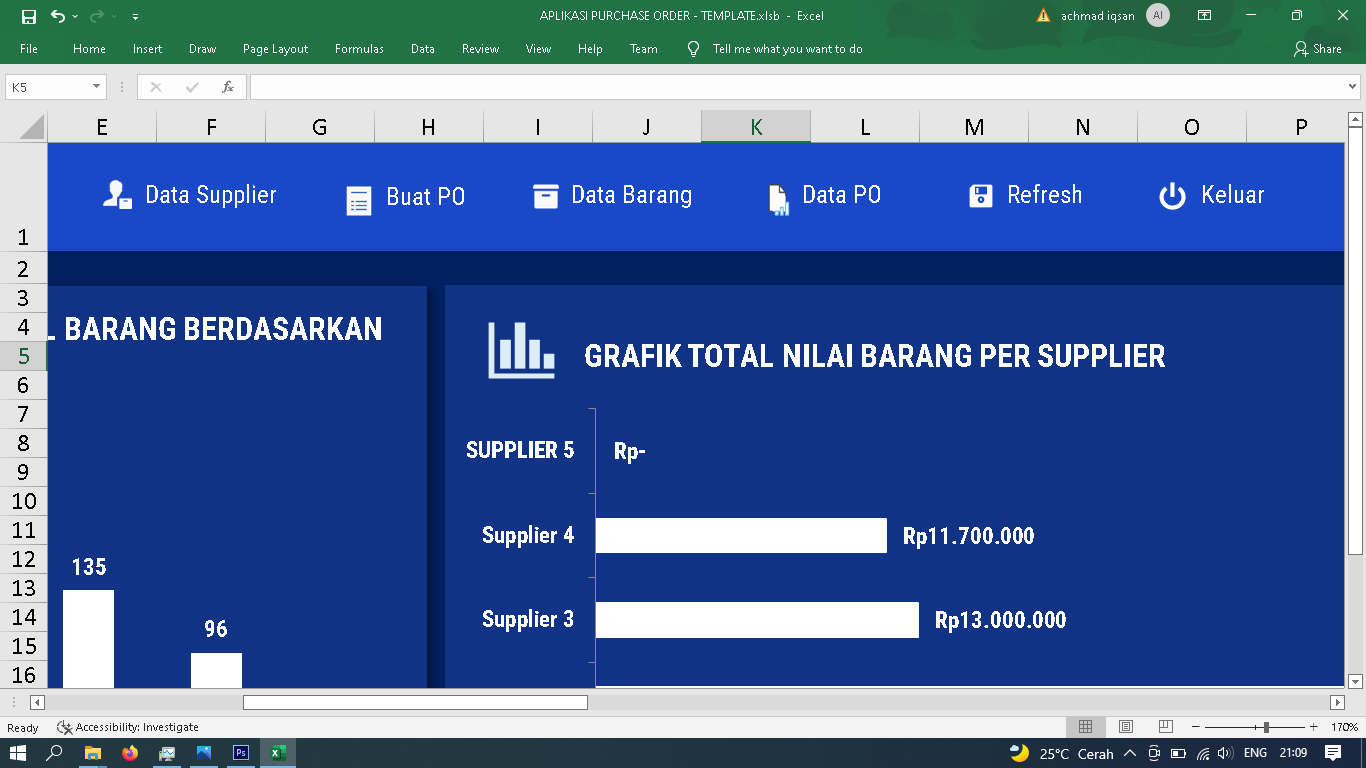 APLIKASI PURCHASE ORDER - TEMPLATE.xlsb - Excel
achmad iqsan
AI
File Home Insert Draw Page Layout Formulas Data Review View Help Team Tell me what you want to do Share
K5 fx
E F G H I J K L M N O P
Data Supplier Buat PO Data Barang Data PO Refresh Keluar
1
2
3
4
5
6
7
8
9
10
11
12
13
14
15
16
BARANG BERDASARKAN
135
96
GRAFIK TOTAL NILAI BARANG PER SUPPLIER
SUPPLIER 5 Rp-
Supplier 4 Rp11.700.000
Supplier 3 Rp13.000.000
Ready Accessibility: Investigate 170%
Ps 25°C Cerah ENG 21:09